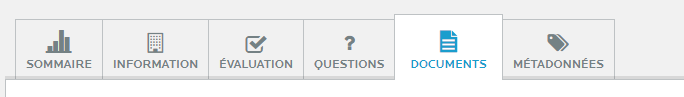 SOMMAIRE INFORMATION ÉVALUATION QUESTIONS DOCUMENTS MÉTADONNÉES